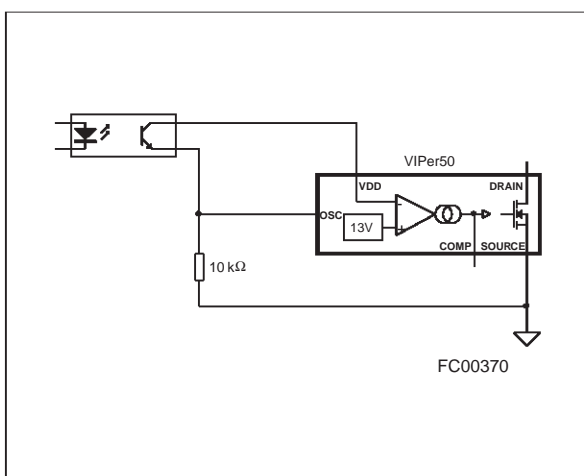 VIPer50
VDD
DRAIN
OSC
-
13V
+
COMP
SOURCE
10 kΩ
FC00370